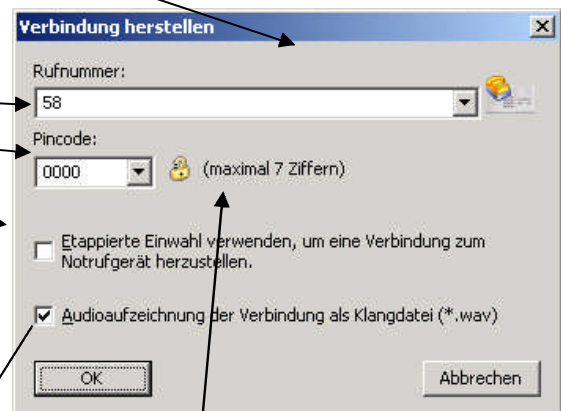 Verbindung herstellen
Rufnummer:
58
Pincode:
0000
(maximal 7 Ziffern)
Etappierte Einwahl verwenden, um eine Verbindung zum
Notrufgerät herzustellen.
Audioaufzeichnung der Verbindung als Klangdatei (*.wav)
OK
Abbrechen